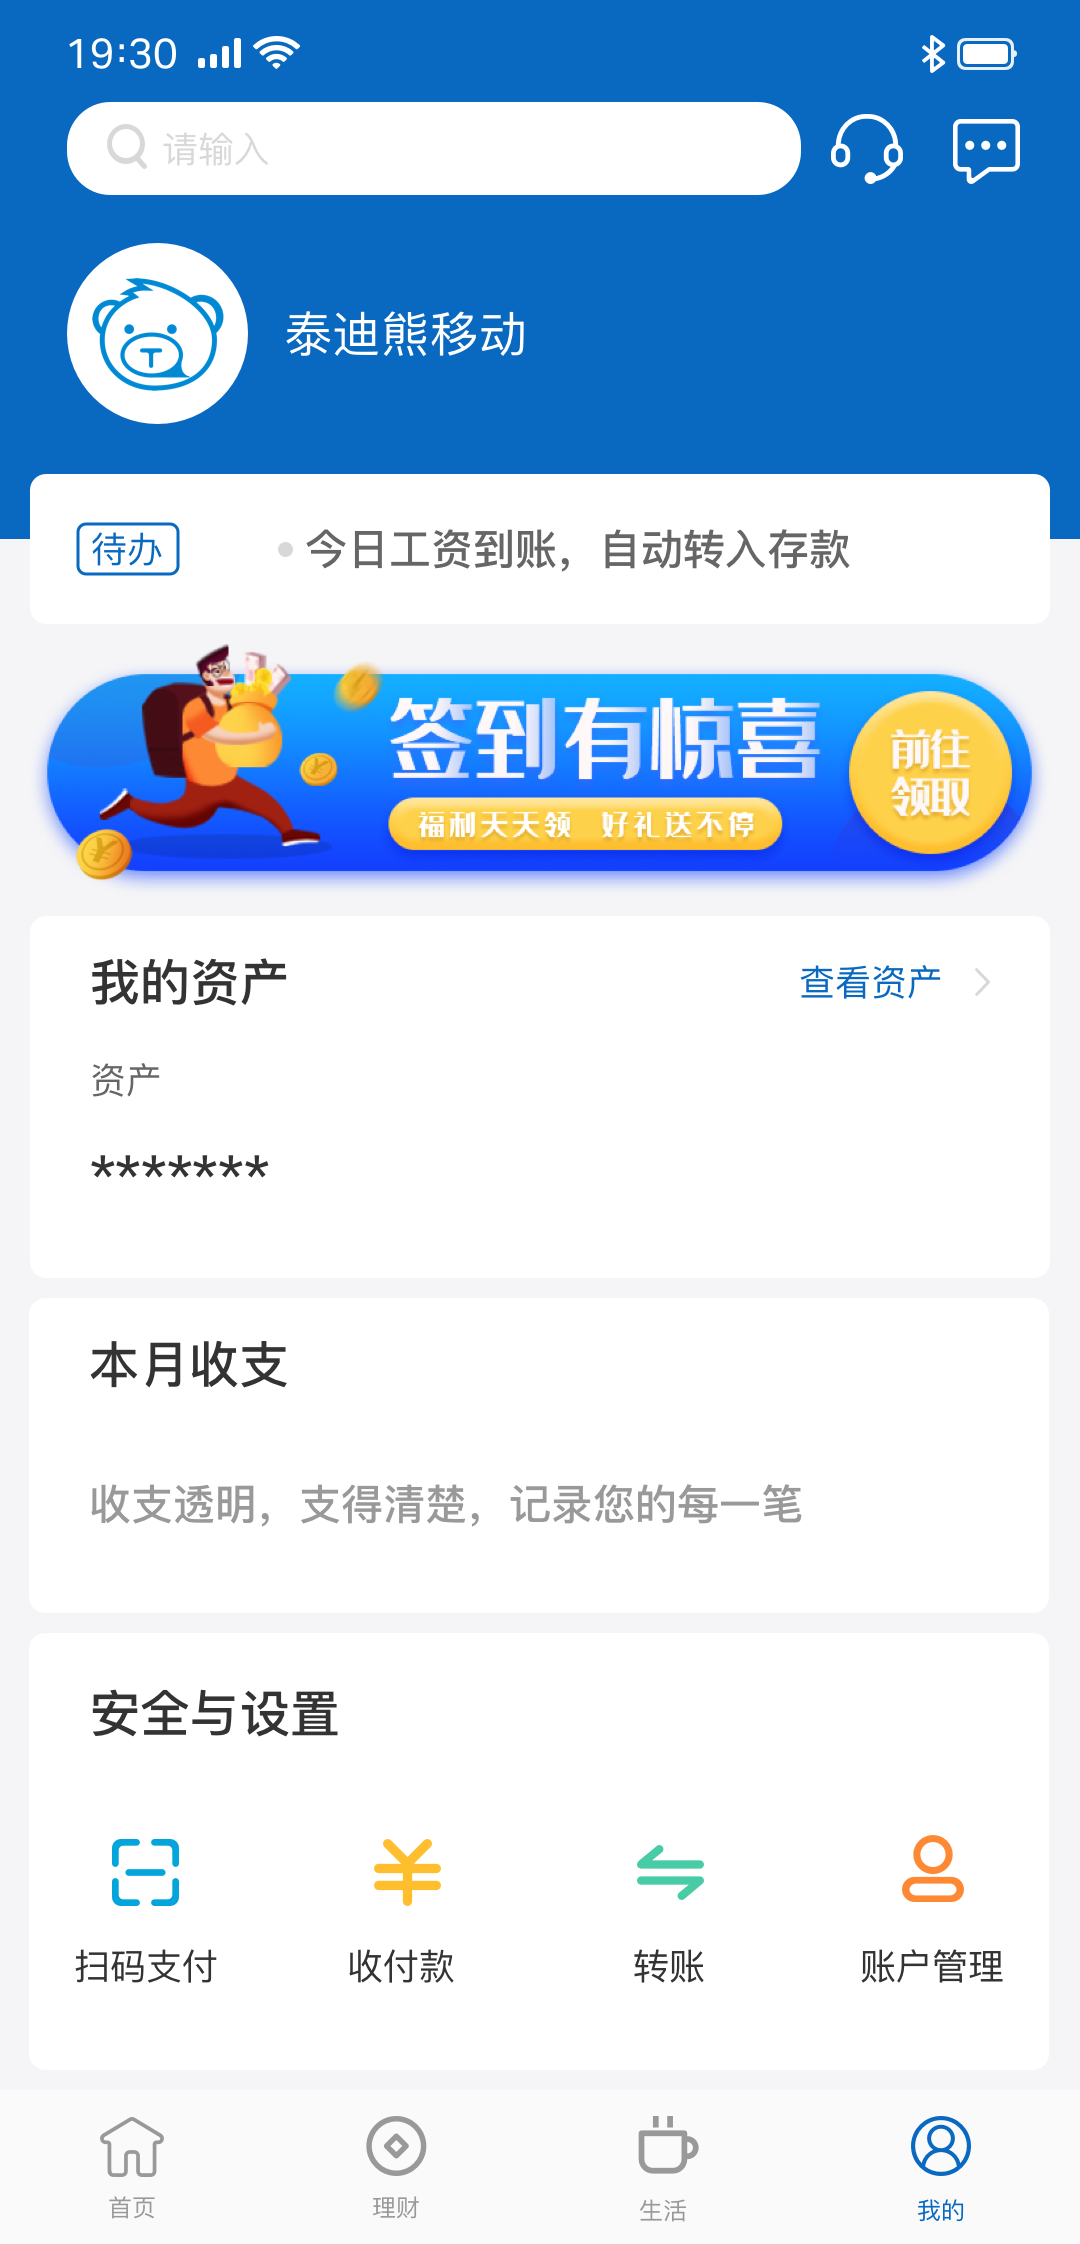 19:30
请输入
泰迪熊移动
待办
今日工资到账，自动转入存款
签到有惊喜
福利天天领 好礼送不停
前往
领取
我的资产
查看资产
资产
*******
本月收支
收支透明，支得清楚，记录您的每一笔
安全与设置
扫码支付
收付款
转账
账户管理
首页
理财
生活
我的